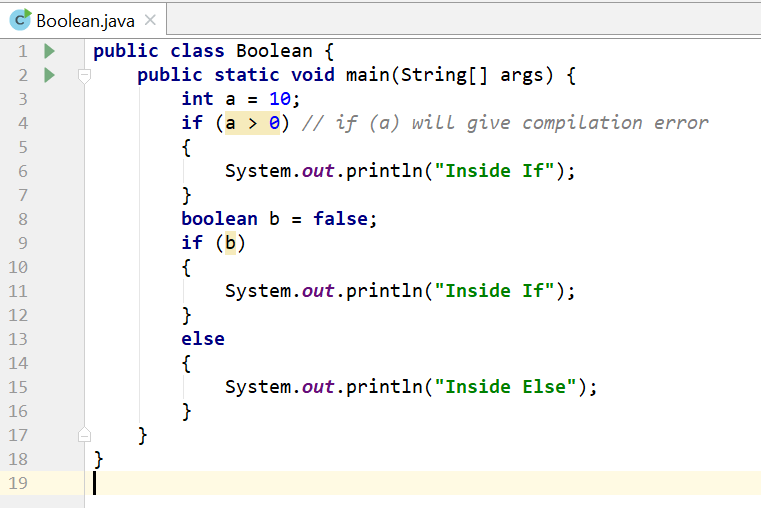 Boolean.java
1 public class Boolean {
2     public static void main(String[] args) {
3         int a = 10;
4         if (a > 0) // if (a) will give compilation error
5         {
6             System.out.println("Inside If");
7         }
8         boolean b = false;
9         if (b)
10         {
11             System.out.println("Inside If");
12         }
13         else
14         {
15             System.out.println("Inside Else");
16         }
17     }
18 }
19